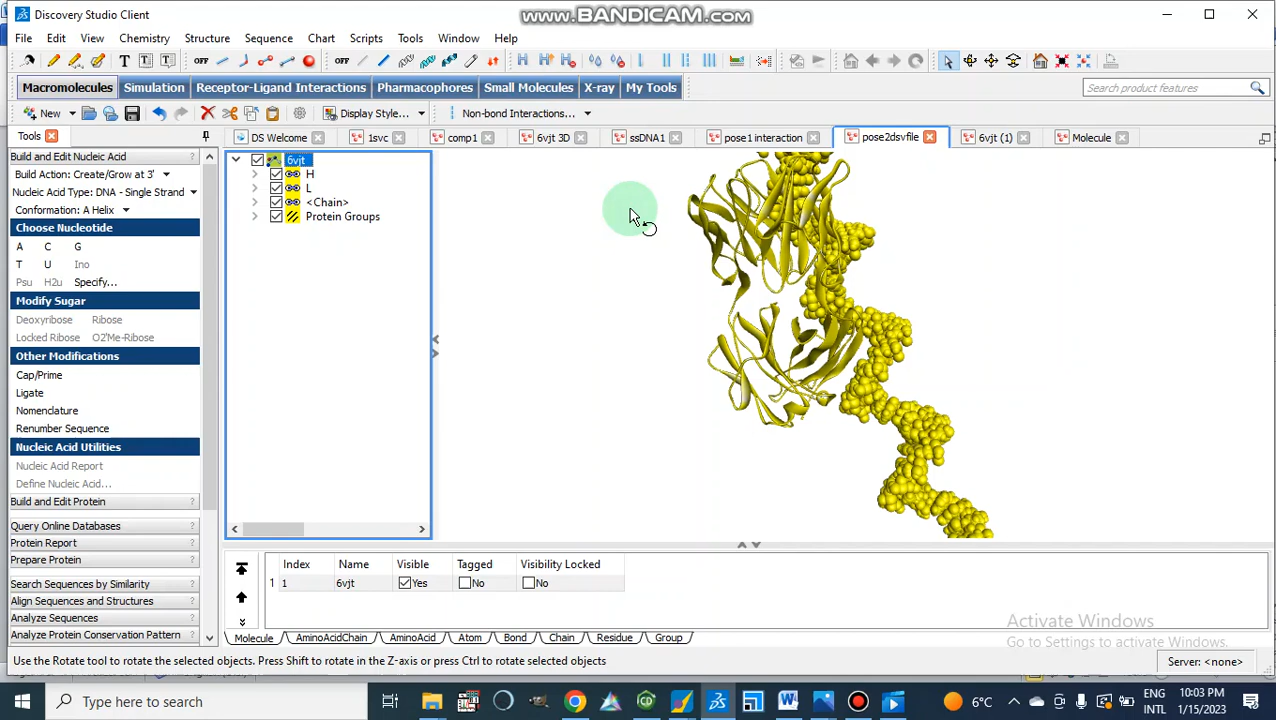 Discovery Studio Client
www.BANDICAM.com
File Edit View Chemistry Structure Sequence Chart Scripts Tools Window Help
OFF OFF
Macromolecules Simulation Receptor-Ligand Interactions Pharmacophores Small Molecules X-ray My Tools
Search Commands and Protocols
New Display Style... Non-bond Interactions...
Tools
DS Welcome 1svc comp1 6vjt 3D ssDNA1 pose1 interaction pose2dsvfile 6vjt (1) Molecule
Build and Edit Nucleic Acid
Build Action: Create/Grow at 3'
Nucleic Acid Type: DNA - Single Strand
Conformation: A Helix
Choose Nucleotide
A C G
T U Ino
Psu H2u Specify...
Modify Sugar
Deoxyribose Ribose
Locked Ribose O2'Me-Ribose
Other Modifications
Cap/Prime
Ligate
Nomenclature
Renumber Sequence
Nucleic Acid Utilities
Nucleic Acid Report
Define Nucleic Acid...
Build and Edit Protein ?
Query Online Databases ?
Protein Report ?
Prepare Protein ?
Search Sequences by Similarity ?
Align Sequences and Structures ?
Analyze Sequences ?
Analyze Protein Conservation Pattern ?
6vjt
H
L
<Chain>
Protein Groups
Index Name Visible Tagged Visibility Locked
1 1 6vjt Yes No No
Molecule AminoAcidChain AminoAcid Atom Bond Chain Residue Group
Activate Windows
Go to Settings to activate Windows.
Use the Rotate tool to rotate the selected objects. Press Shift to rotate in the Z-axis or press Ctrl to rotate selected objects
Server: <none>
Type here to search
6°C
ENG
INTL
10:03 PM
1/15/2023